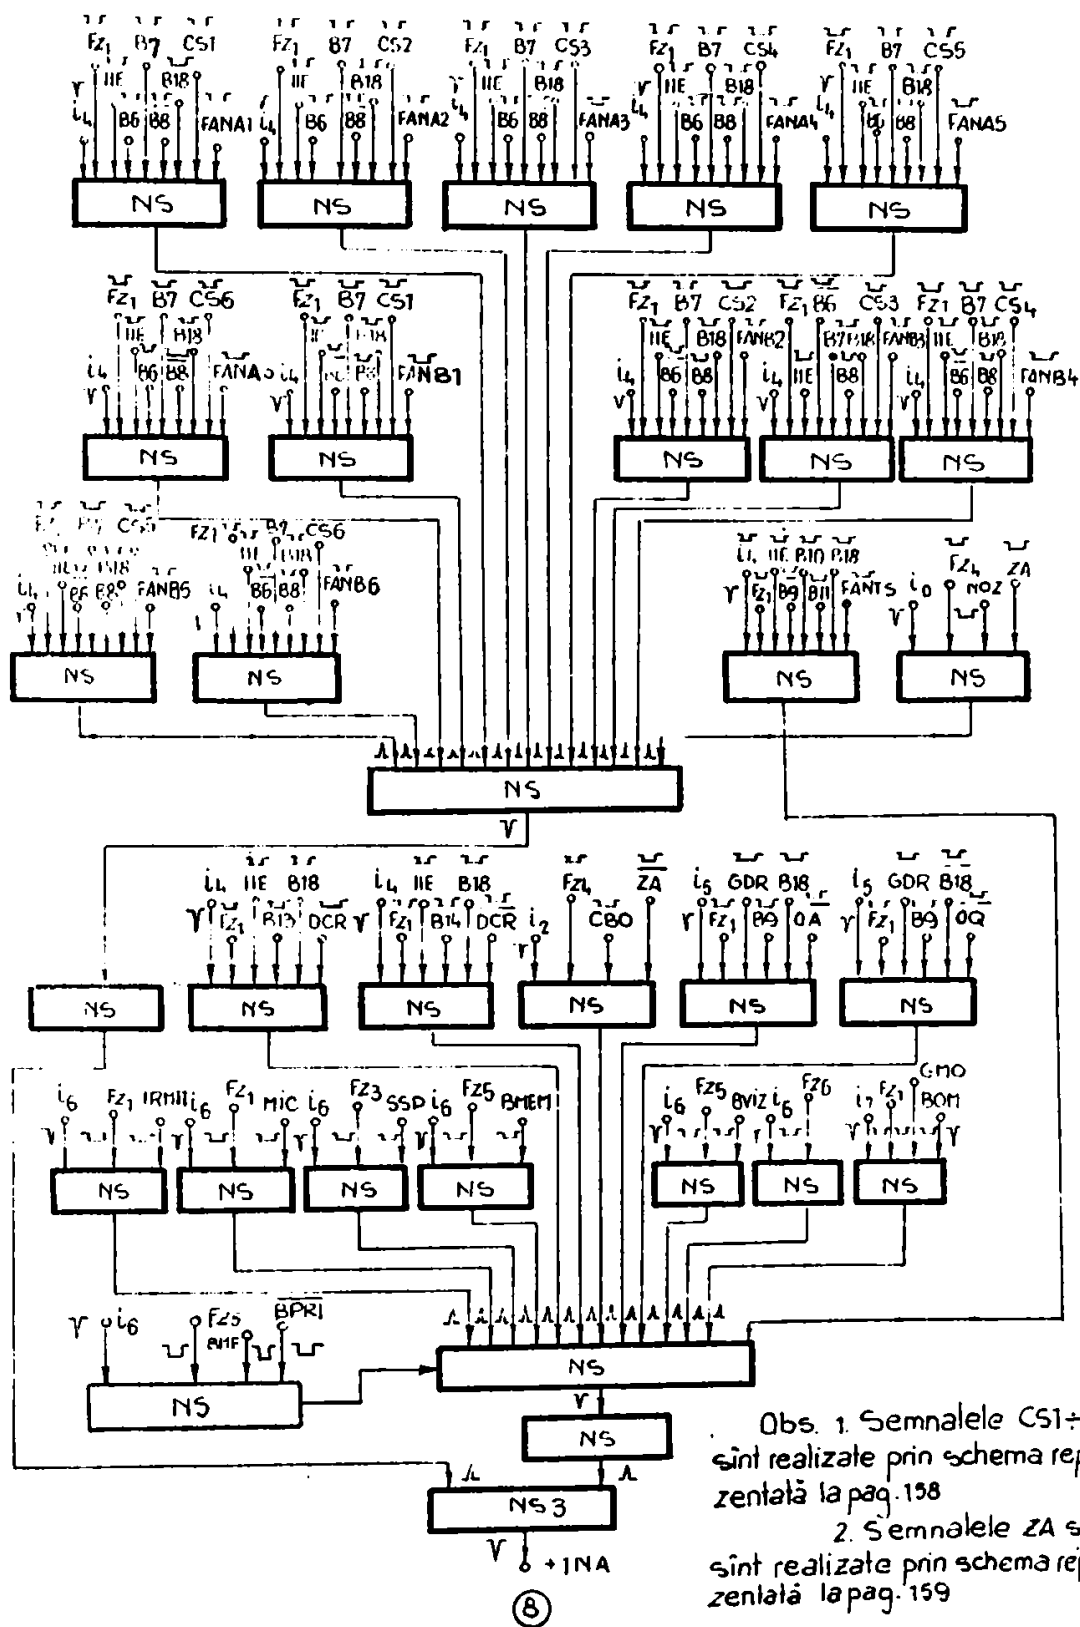 Fz1 B7 CS1 Fz1 B7 CS2 Fz1 B7 CS3 Fz1 B7 CS4 Fz1 B7 CS5
IIE B18 IIE B18 IIE B18 IIE B18 IIE B18
i4 B6 B8 FANA1 i4 B6 B8 FANA2 i4 B6 B8 FANA3 i4 B6 B8 FANA4 i4 B6 B8 FANA5
NS NS NS NS NS
Fz1 B7 CS6 Fz1 B7 CS1 Fz1 B7 CS2 Fz1 B6 CS3 Fz1 B7 CS4
IIE B18 B18 IIE B18 FANB2 B7 B18 FANB3 IIE B18
i4 B6 B8 i4 FANB1 i4 B6 B8 i4 IIE B8 i4 B6 B8 FANB4
NS NS NS NS NS
Fz1 B7 CS6 i4 IIE B10 B18 Fz4 ZA
B18 IIE B18
i4 B6 B8 FANB5 i4 B6 B8 FANB6 Fz1 B9 B11 FANTS i0 NOZ
NS NS NS NS
NS
i4 IIE B18 i4 IIE B18 Fz4 ZA i5 GDR B18 i5 GDR B18
Fz1 B13 DCR Fz1 B14 DCR i2 CBO Fz1 B9 OA Fz1 B9 OQ
NS NS NS NS NS NS
GMO
i6 Fz1 i6 Fz1 MIC i6 Fz3 SSD i6 Fz5 BMEM i6 Fz5 BVIZ i6 Fz6 i7 Fz1 BOM
NS NS NS NS NS NS NS
i6 Fz5 BMF BPRI
NS NS
NS
NS3
+1NA
8
Obs. 1. Semnalele CS1÷
sînt realizate prin schema rep
zentată la pag. 158
2. Semnalele ZA s
sînt realizate prin schema rep
zentată la pag. 159